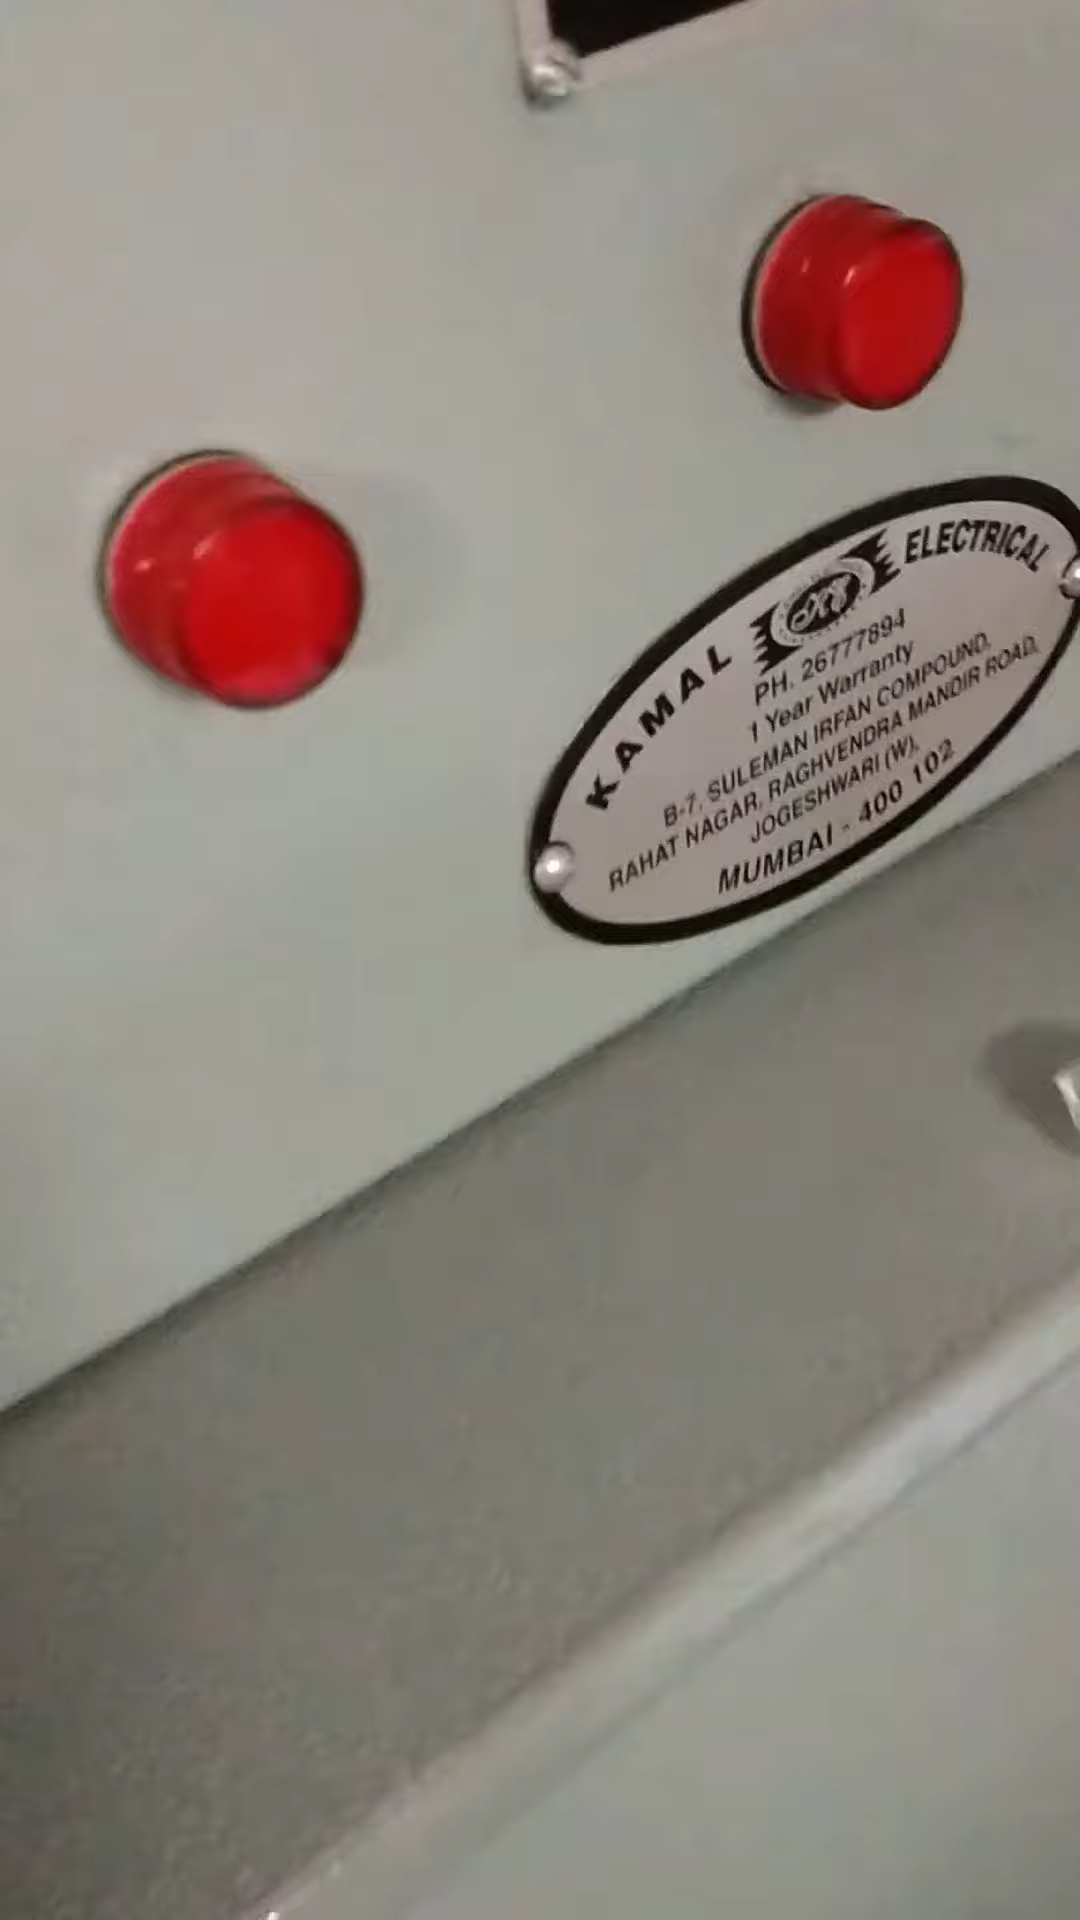 KAMAL ELECTRICAL
PH. 26777894
1 Year Warranty
B-7, SULEMAN IRFAN COMPOUND,
RAHAT NAGAR, RAGHVENDRA MANDIR ROAD,
JOGESHWARI (W),
MUMBAI - 400 102